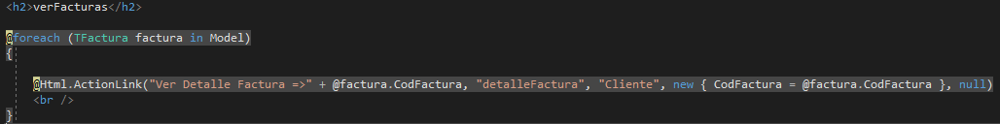 <h2>verFacturas</h2>
@foreach (TFactura factura in Model)
{
@Html.ActionLink("Ver Detalle Factura =>" + @factura.CodFactura, "detalleFactura", "Cliente", new { CodFactura = @factura.CodFactura }, null)
<br />
}